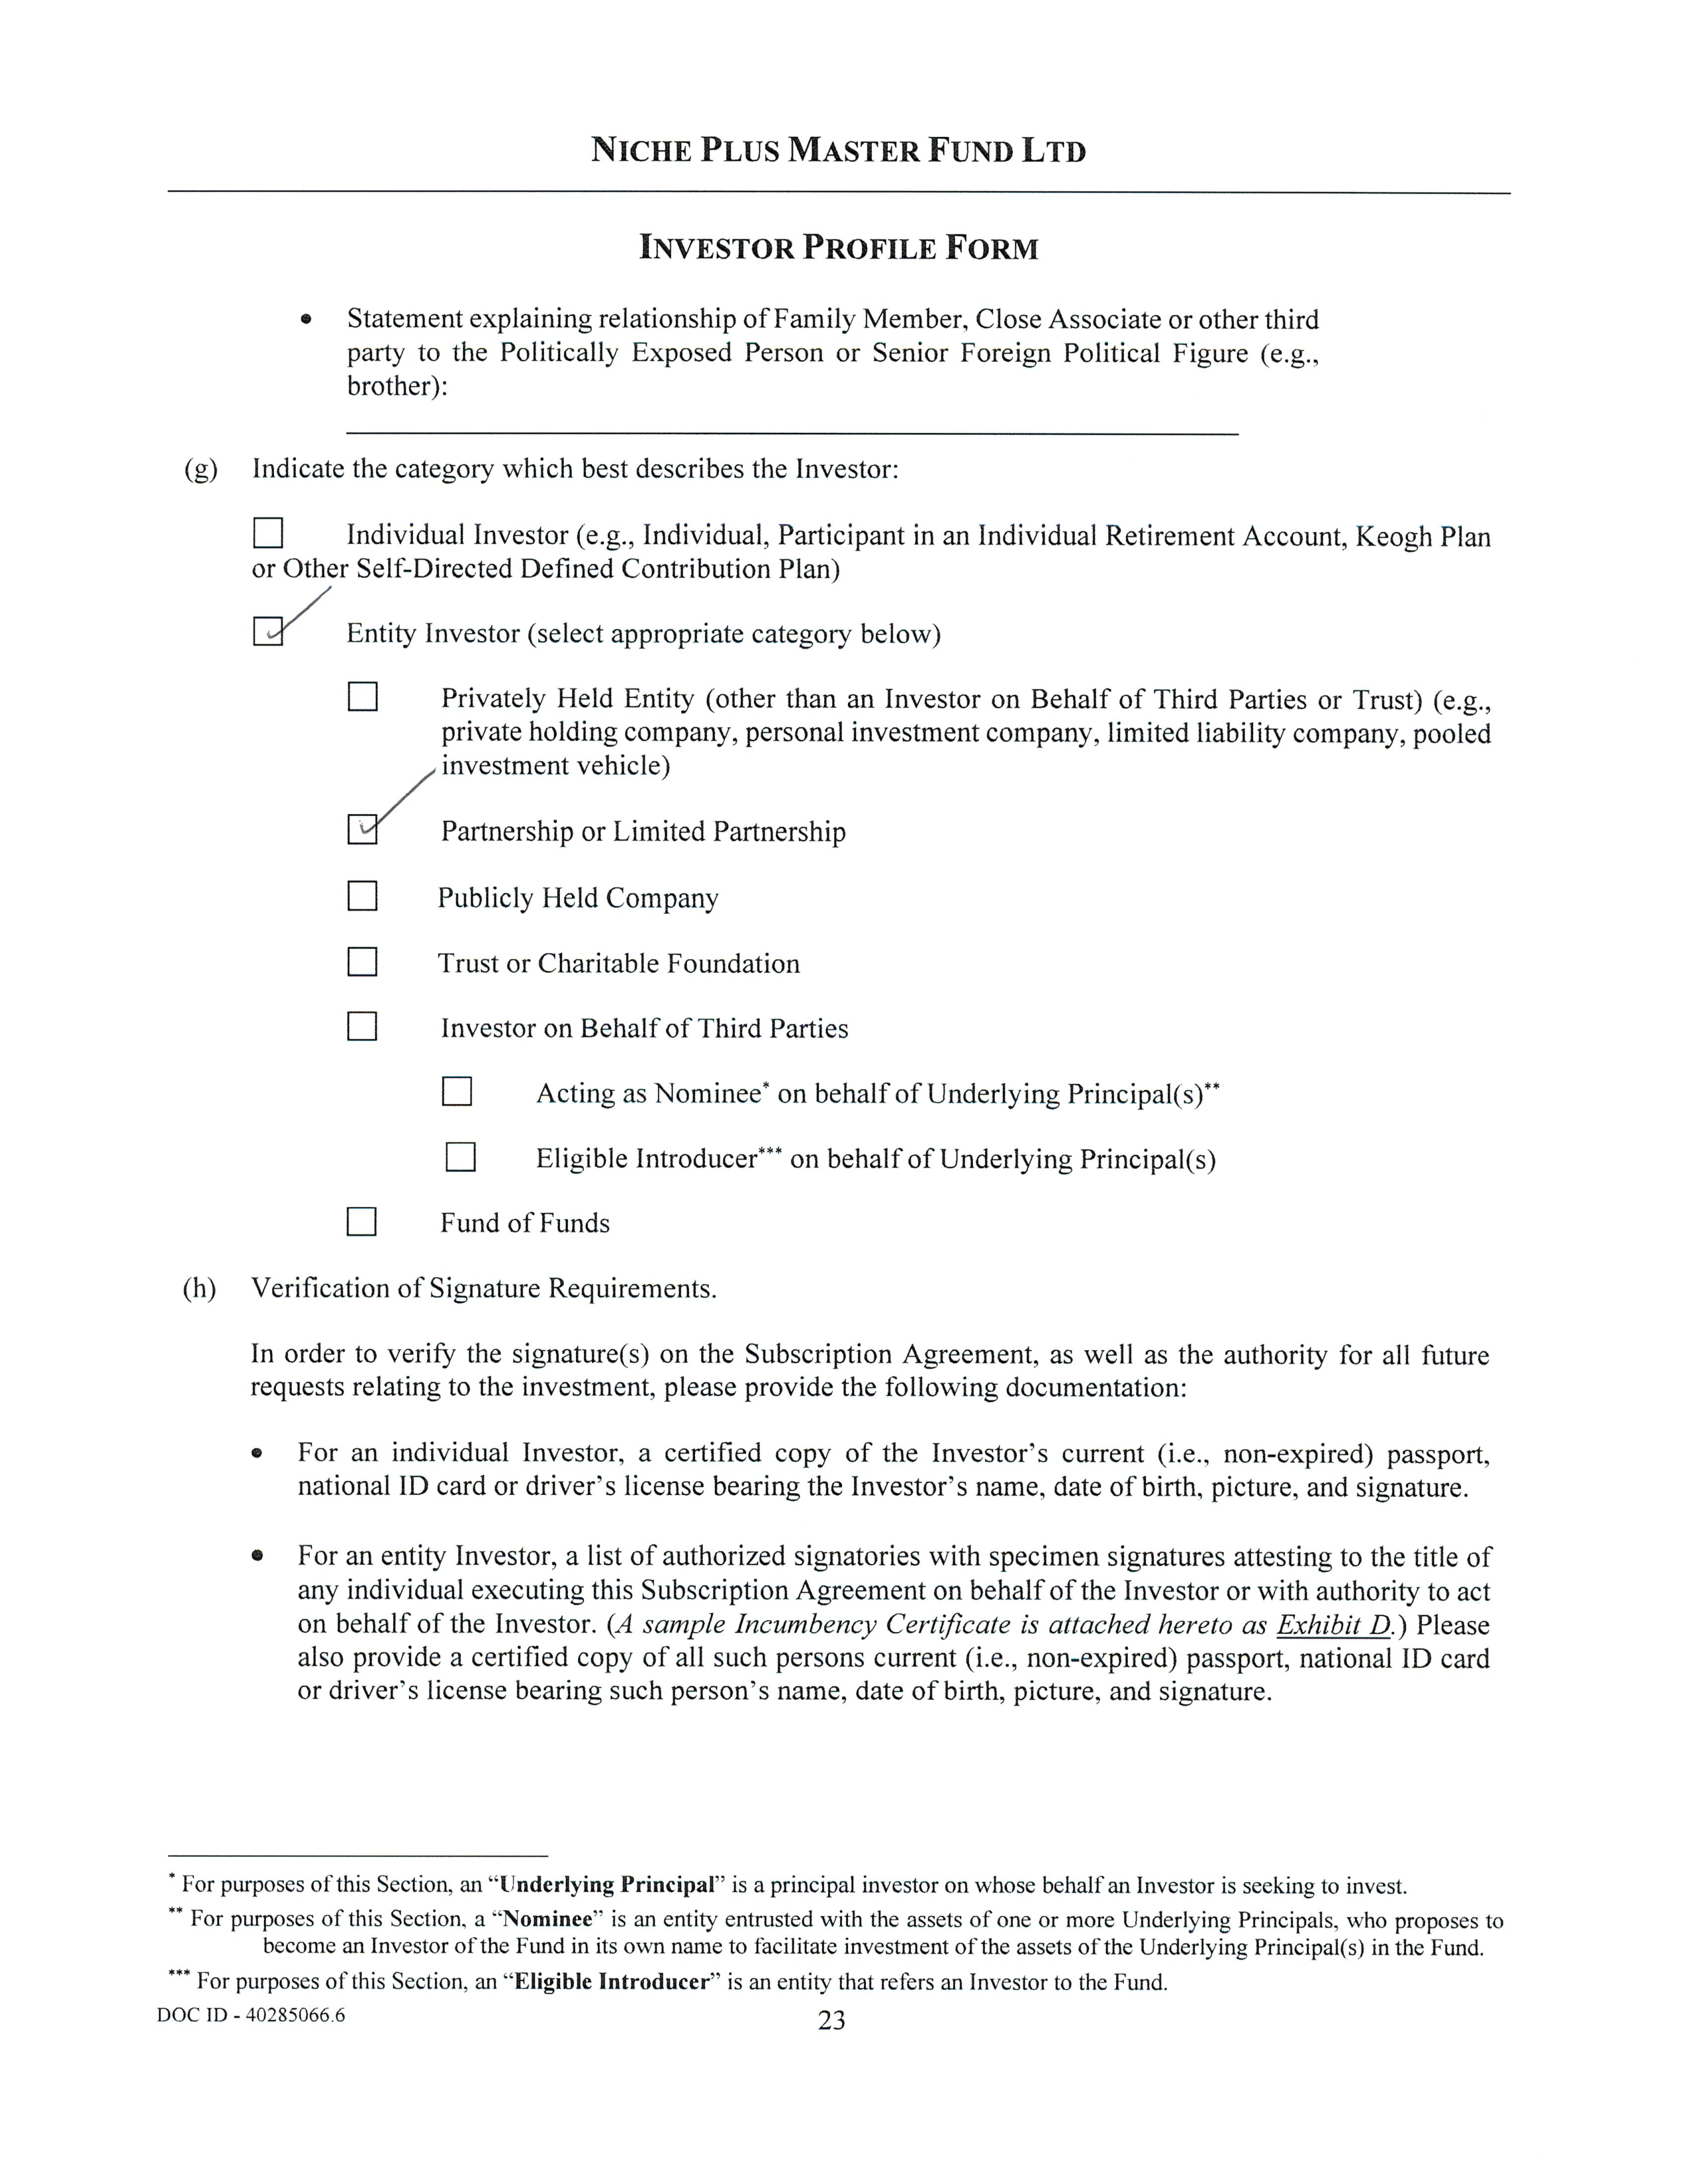 NICHE PLUS MASTER FUND LTD
INVESTOR PROFILE FORM
• Statement explaining relationship of Family Member, Close Associate or other third
party to the Politically Exposed Person or Senior Foreign Political Figure (e.g.,
brother):
(g) Indicate the category which best describes the Investor:
☐ Individual Investor (e.g., Individual, Participant in an Individual Retirement Account, Keogh Plan
or Other Self-Directed Defined Contribution Plan)
☑ Entity Investor (select appropriate category below)
☐ Privately Held Entity (other than an Investor on Behalf of Third Parties or Trust) (e.g.,
private holding company, personal investment company, limited liability company, pooled
investment vehicle)
☑ Partnership or Limited Partnership
☐ Publicly Held Company
☐ Trust or Charitable Foundation
☐ Investor on Behalf of Third Parties
☐ Acting as Nominee* on behalf of Underlying Principal(s)**
☐ Eligible Introducer*** on behalf of Underlying Principal(s)
☐ Fund of Funds
(h) Verification of Signature Requirements.
In order to verify the signature(s) on the Subscription Agreement, as well as the authority for all future
requests relating to the investment, please provide the following documentation:
• For an individual Investor, a certified copy of the Investor's current (i.e., non-expired) passport,
national ID card or driver's license bearing the Investor's name, date of birth, picture, and signature.
• For an entity Investor, a list of authorized signatories with specimen signatures attesting to the title of
any individual executing this Subscription Agreement on behalf of the Investor or with authority to act
on behalf of the Investor. (A sample Incumbency Certificate is attached hereto as Exhibit D.) Please
also provide a certified copy of all such persons current (i.e., non-expired) passport, national ID card
or driver's license bearing such person's name, date of birth, picture, and signature.
* For purposes of this Section, an “Underlying Principal” is a principal investor on whose behalf an Investor is seeking to invest.
** For purposes of this Section, a “Nominee” is an entity entrusted with the assets of one or more Underlying Principals, who proposes to
become an Investor of the Fund in its own name to facilitate investment of the assets of the Underlying Principal(s) in the Fund.
*** For purposes of this Section, an “Eligible Introducer” is an entity that refers an Investor to the Fund.
DOC ID - 40285066.6
23